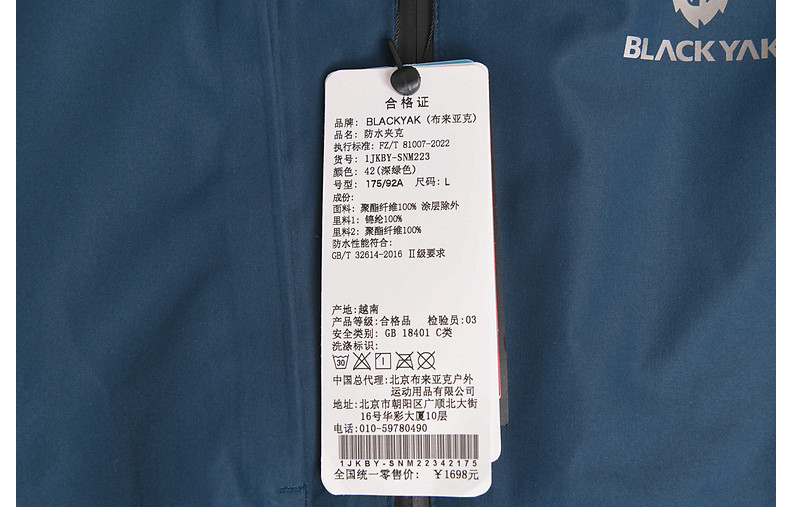 BLACKYAK
合格证
品牌: BLACKYAK (布来亚克)
品名: 防水夹克
执行标准: FZ/T 81007-2022
货号: 1JKBY-SNM223
颜色: 42(深绿色)
号型: 175/92A 尺码: L
成份:
面料: 聚酯纤维100% 涂层除外
里料1: 锦纶100%
里料2: 聚酯纤维100%
防水性能符合:
GB/T 32614-2016 Ⅱ级要求
产地: 越南
产品等级: 合格品 检验员: 03
安全类别: GB 18401 C类
洗涤标识:
30
中国总代理: 北京布来亚克户外
运动用品有限公司
地址: 北京市朝阳区广顺北大街
16号华彩大厦10层
电话: 010-59780490
1JKBY-SNM22342175
全国统一零售价: ￥1698元